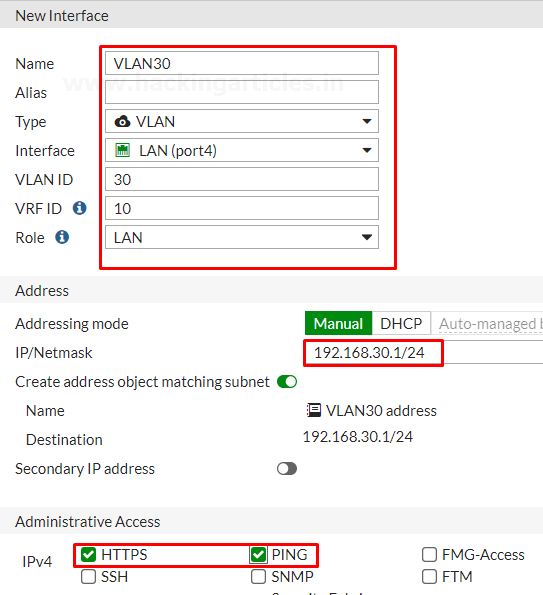 New Interface
Name VLAN30
www.hackingarticles.in
Alias
Type VLAN
Interface LAN (port4)
VLAN ID 30
VRF ID 10
Role LAN
Address
Addressing mode Manual DHCP Auto-managed b
IP/Netmask 192.168.30.1/24
Create address object matching subnet
Name VLAN30 address
Destination 192.168.30.1/24
Secondary IP address
Administrative Access
IPv4 HTTPS PING FMG-Access
SSH SNMP FTM